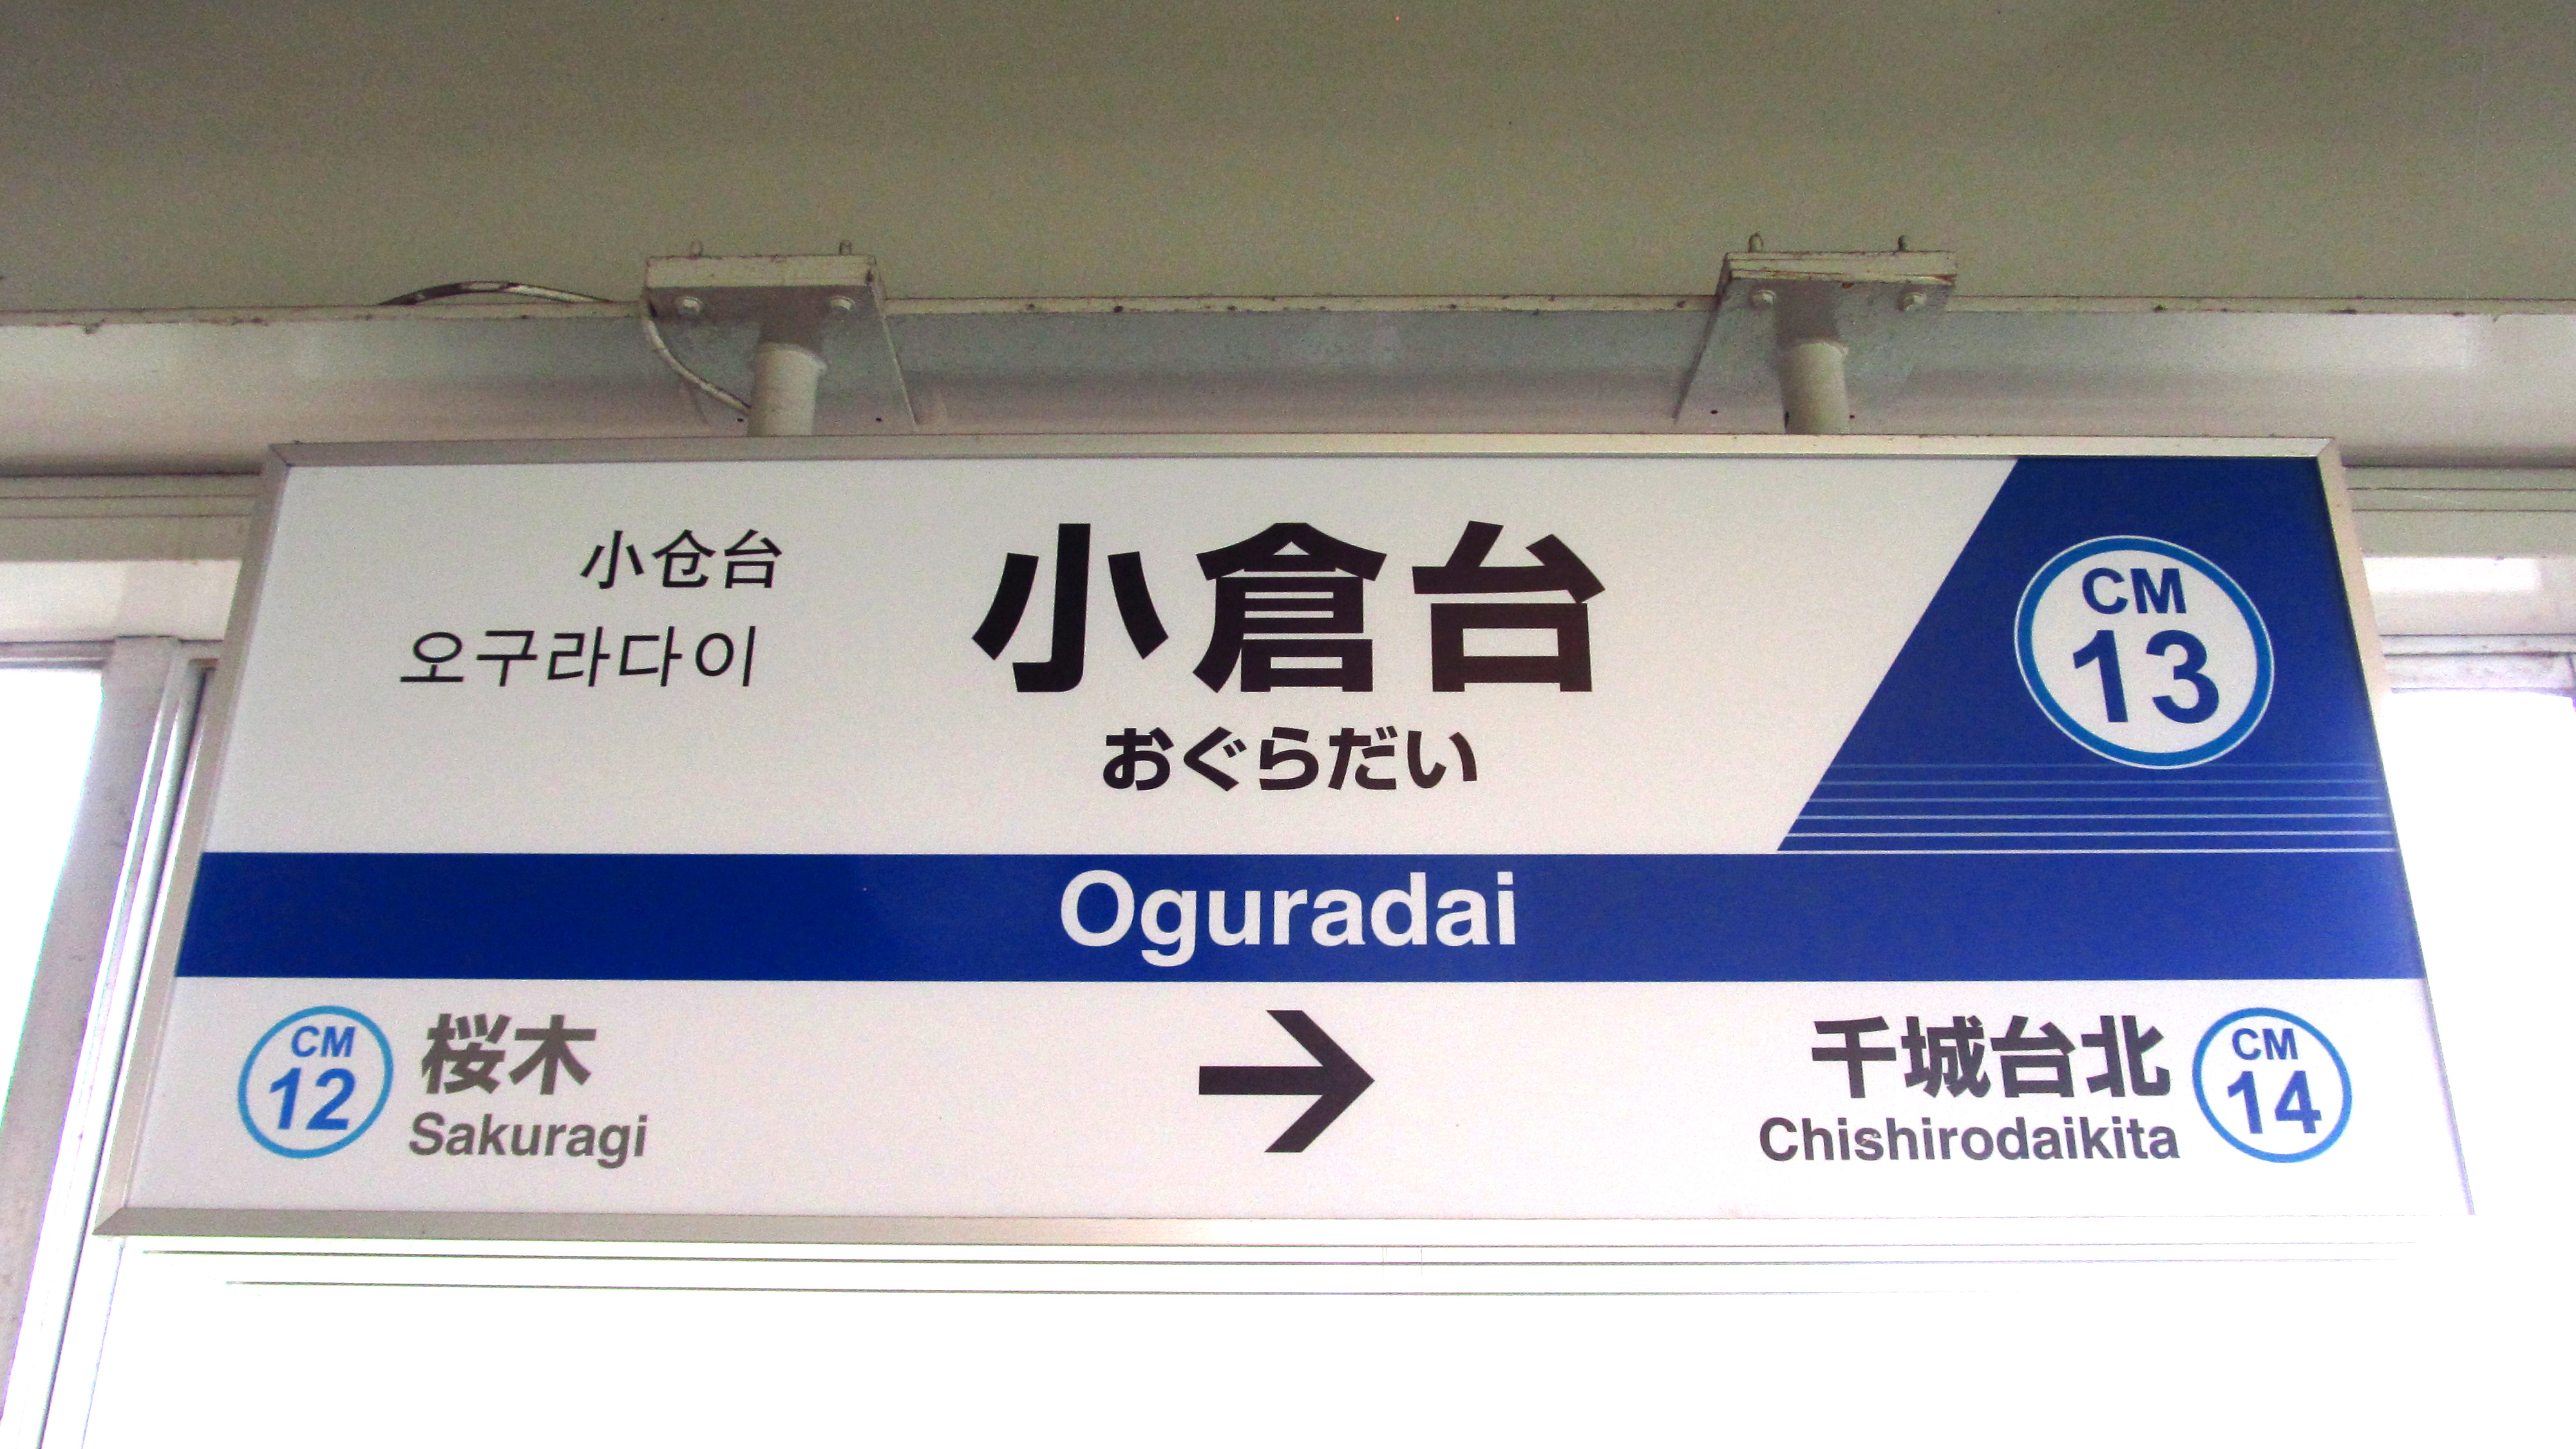 小仓台
오구라다이
小倉台
おぐらだい
CM
13
Oguradai
CM
12
桜木
Sakuragi
→
千城台北
Chishirodaikita
CM
14